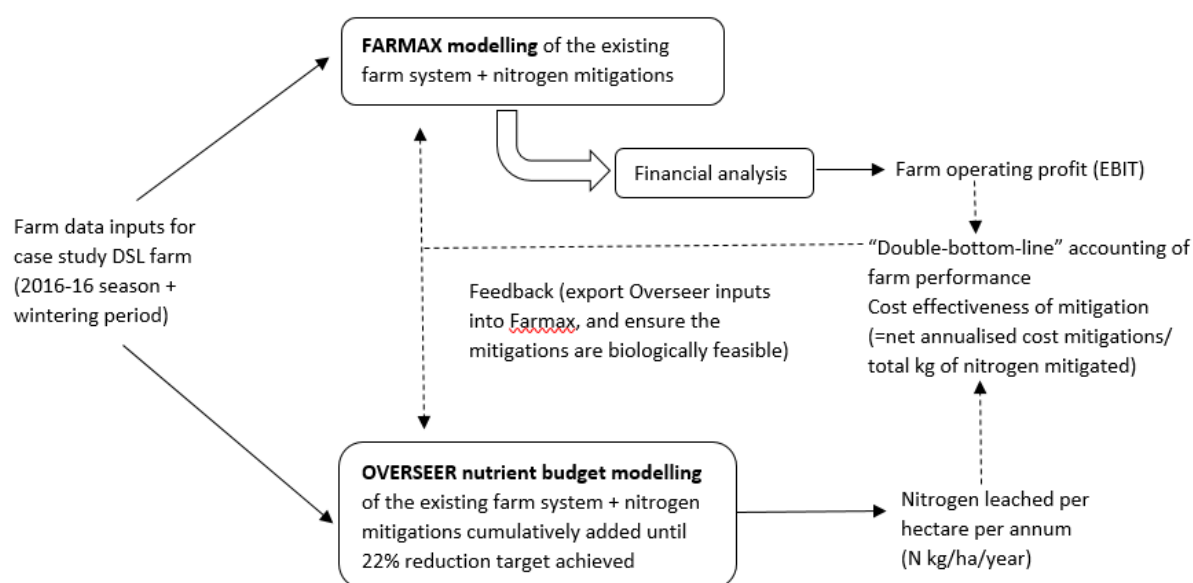 FARMAX modelling of the existing
farm system + nitrogen mitigations
Financial analysis
Farm operating profit (EBIT)
Farm data inputs for
case study DSL farm
(2016-16 season +
wintering period)
"Double-bottom-line" accounting of
farm performance
Cost effectiveness of mitigation
(=net annualised cost mitigations/
total kg of nitrogen mitigated)
Feedback (export Overseer inputs
into Farmax, and ensure the
mitigations are biologically feasible)
OVERSEER nutrient budget modelling
of the existing farm system + nitrogen
mitigations cumulatively added until
22% reduction target achieved
Nitrogen leached per
hectare per annum
(N kg/ha/year)